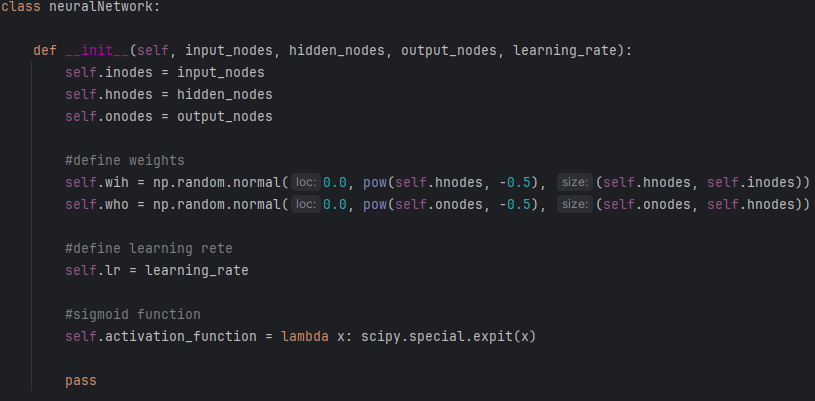 class neuralNetwork:
def __init__(self, input_nodes, hidden_nodes, output_nodes, learning_rate):
self.inodes = input_nodes
self.hnodes = hidden_nodes
self.onodes = output_nodes
#define weights
self.wih = np.random.normal( loc: 0.0, pow(self.hnodes, -0.5), size: (self.hnodes, self.inodes))
self.who = np.random.normal( loc: 0.0, pow(self.onodes, -0.5), size: (self.onodes, self.hnodes))
#define learning rete
self.lr = learning_rate
#sigmoid function
self.activation_function = lambda x: scipy.special.expit(x)
pass